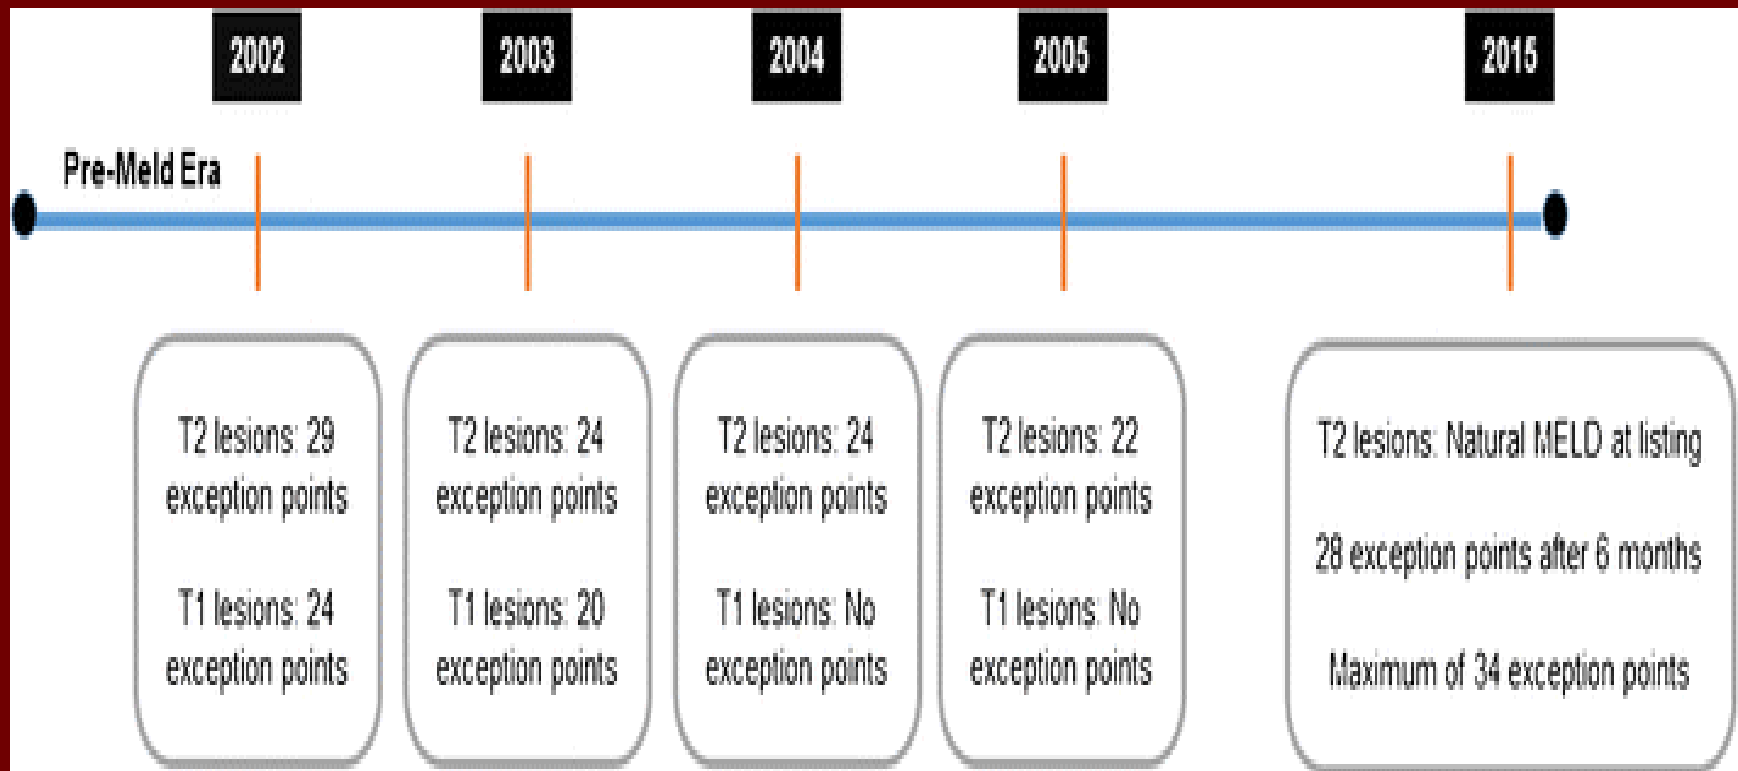 2002
2003
2004
2005
2015
Pre-Meld Era
T2 lesions: 29
exception points
T1 lesions: 24
exception points
T2 lesions: 24
exception points
T1 lesions: 20
exception points
T2 lesions: 24
exception points
T1 lesions: No
exception points
T2 lesions: 22
exception points
T1 lesions: No
exception points
T2 lesions: Natural MELD at listing
28 exception points after 6 months
Maximum of 34 exception points